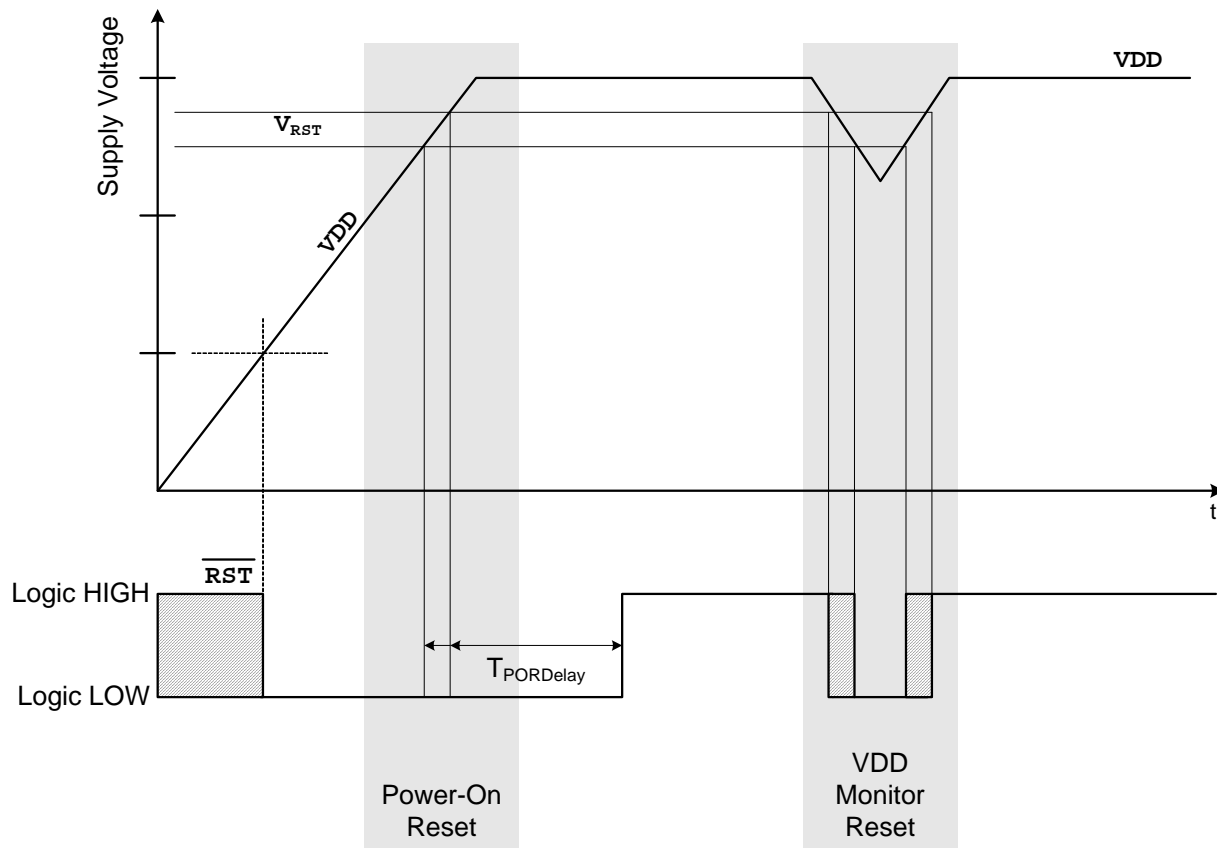 Supply Voltage
VDD
V_RST
VDD
t
RST
Logic HIGH
T_PORDelay
Logic LOW
Power-On
Reset
VDD
Monitor
Reset